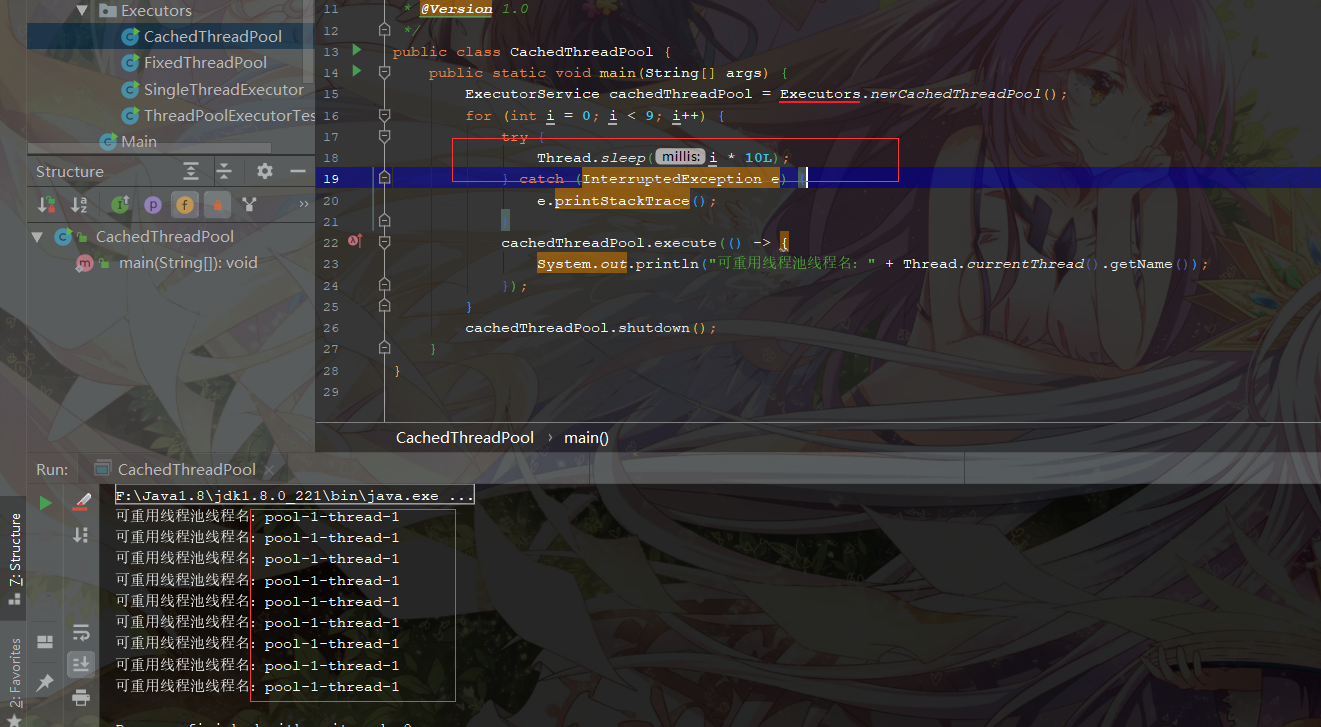 Executors
CachedThreadPool
FixedThreadPool
SingleThreadExecutor
ThreadPoolExecutorTes
Main
Structure
CachedThreadPool
main(String[]): void
11 * @Version 1.0
12 */
13 public class CachedThreadPool {
14 public static void main(String[] args) {
15 ExecutorService cachedThreadPool = Executors.newCachedThreadPool();
16 for (int i = 0; i < 9; i++) {
17 try {
18 Thread.sleep( millis: i * 10L);
19 } catch (InterruptedException e) {
20 e.printStackTrace();
21 }
22 cachedThreadPool.execute(() -> {
23 System.out.println("可重用线程池线程名：" + Thread.currentThread().getName());
24 });
25 }
26 cachedThreadPool.shutdown();
27 }
28 }
29
CachedThreadPool › main()
Run: CachedThreadPool
F:\Java1.8\jdk1.8.0_221\bin\java.exe ...
可重用线程池线程名：pool-1-thread-1
可重用线程池线程名：pool-1-thread-1
可重用线程池线程名：pool-1-thread-1
可重用线程池线程名：pool-1-thread-1
可重用线程池线程名：pool-1-thread-1
可重用线程池线程名：pool-1-thread-1
可重用线程池线程名：pool-1-thread-1
可重用线程池线程名：pool-1-thread-1
可重用线程池线程名：pool-1-thread-1
7: Structure
2: Favorites